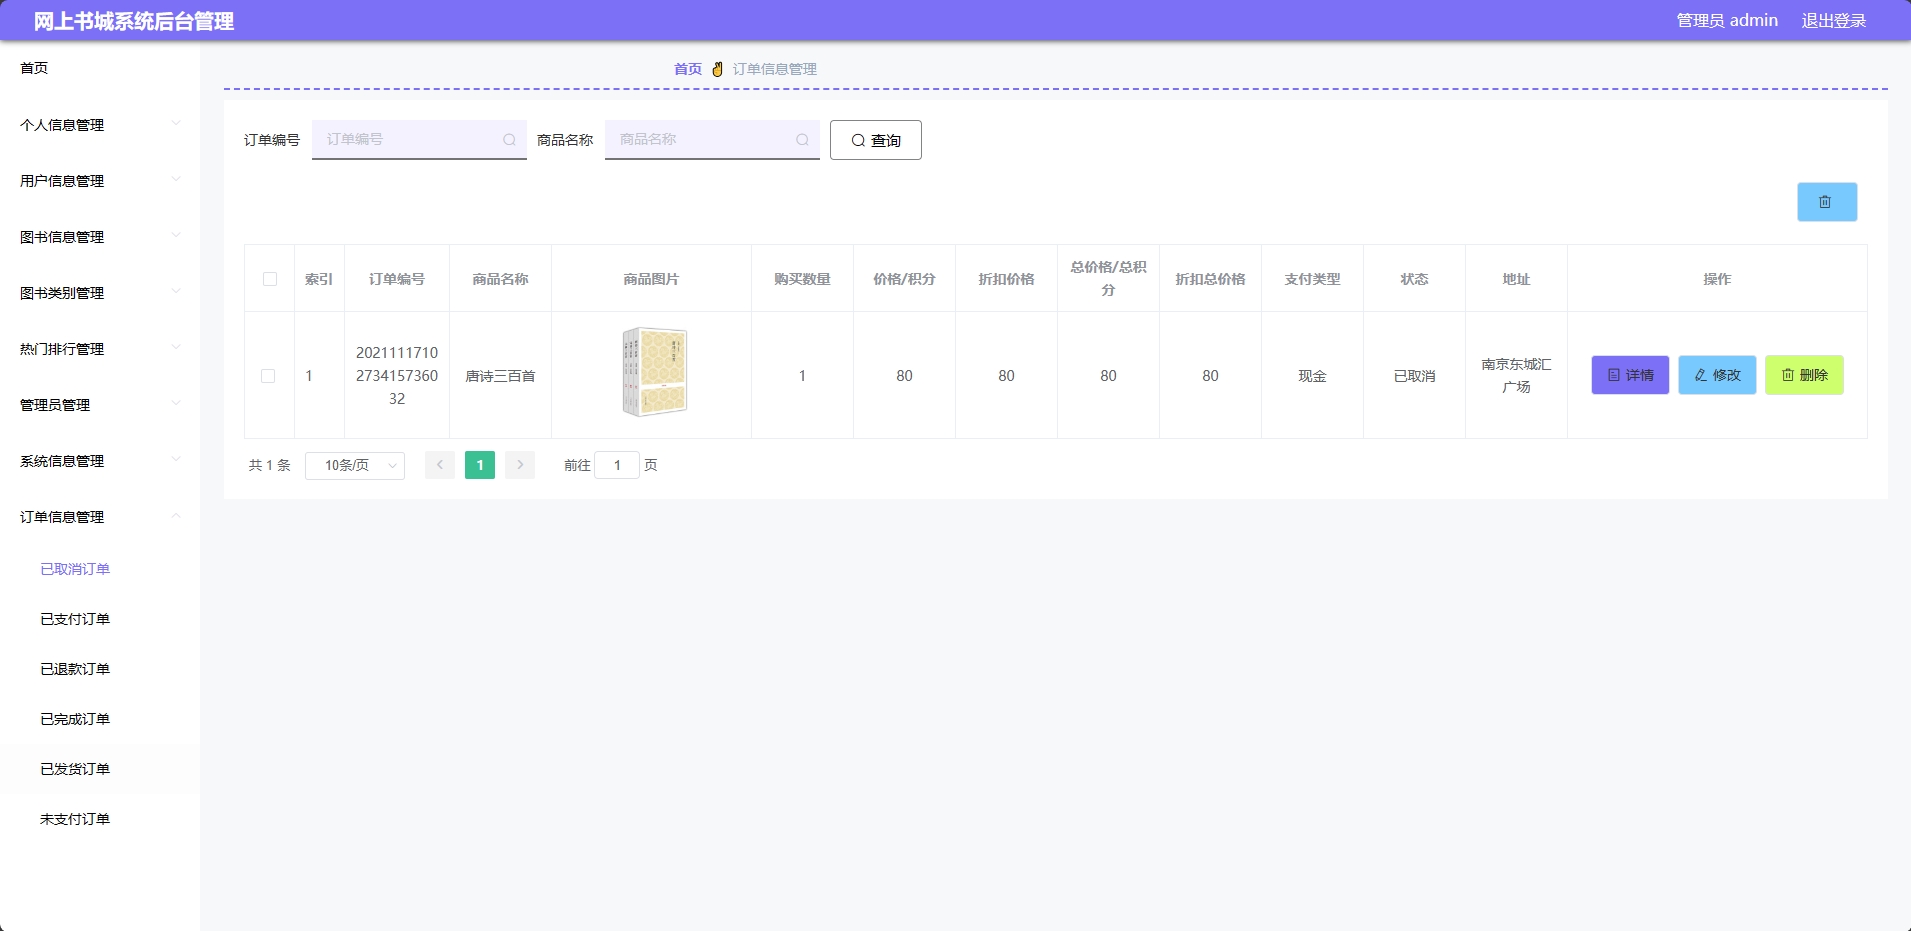 网上书城系统后台管理
管理员 admin 退出登录
首页
个人信息管理
用户信息管理
图书信息管理
图书类别管理
热门排行管理
管理员管理
系统信息管理
订单信息管理
已取消订单
已支付订单
已退款订单
已完成订单
已发货订单
未支付订单
首页 订单信息管理
订单编号 订单编号 商品名称 商品名称 查询
索引 订单编号 商品名称 商品图片 购买数量 价格/积分 折扣价格 总价格/总积分 折扣总价格 支付类型 状态 地址 操作
1
2021111710
2734157360
32
唐诗三百首
1 80 80 80 80 现金 已取消
南京东城汇
广场
详情 修改 删除
共 1 条 10条/页 1 前往 1 页